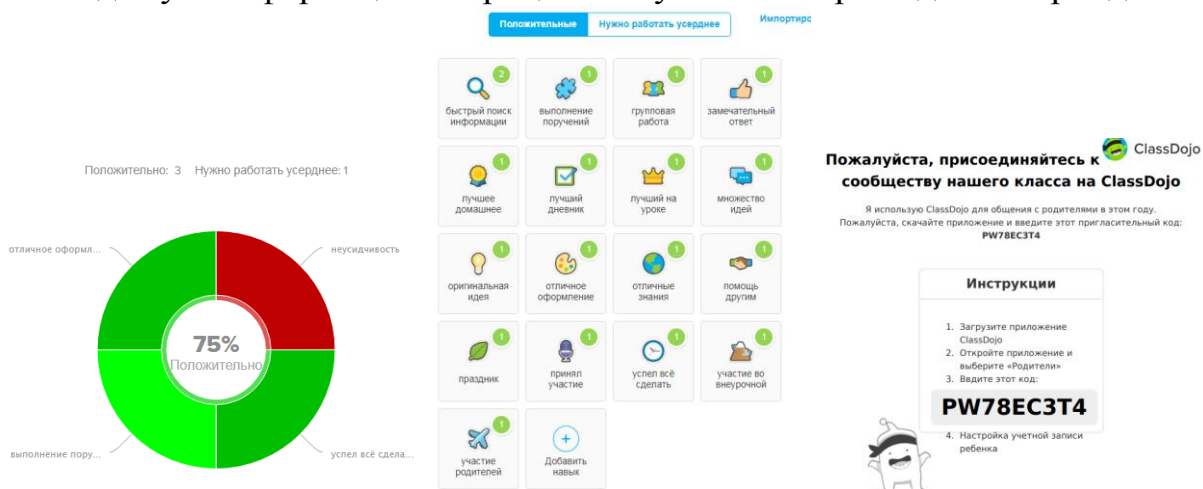 Положительные
Нужно работать усерднее
Импортиро
2
быстрый поиск
информации
1
выполнение
поручений
1
групповая
работа
1
замечательный
ответ
1
лучшее
домашнее
1
лучший
дневник
1
лучший на
уроке
1
множество
идей
1
оригинальная
идея
1
отличное
оформление
1
отличные
знания
1
помощь
другим
1
праздник
1
принял
участие
1
успел всё
сделать
1
участие во
внеурочной
1
участие
родителей
+
Добавить
навык
Положительно: 3 Нужно работать усерднее: 1
отличное оформл...
неусидчивость
75%
Положительно
выполнение пору...
успел всё сдела...
ClassDojo
Пожалуйста, присоединяйтесь к
сообществу нашего класса на ClassDojo
Я использую ClassDojo для общения с родителями в этом году.
Пожалуйста, скачайте приложение и введите этот пригласительный код:
PW78EC3T4
Инструкции
1. Загрузите приложение
ClassDojo
2. Откройте приложение и
выберите «Родители»
3. Введите этот код:
PW78EC3T4
4. Настройка учетной записи
ребенка